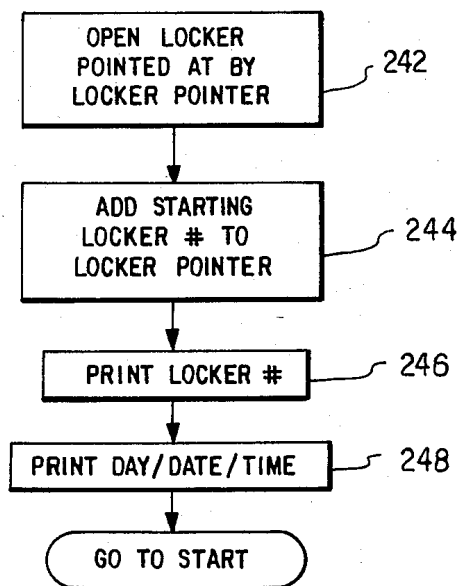 OPEN LOCKER
POINTED AT BY
LOCKER POINTER
242
ADD STARTING
LOCKER # TO
LOCKER POINTER
244
PRINT LOCKER #
246
PRINT DAY/DATE/TIME
248
GO TO START